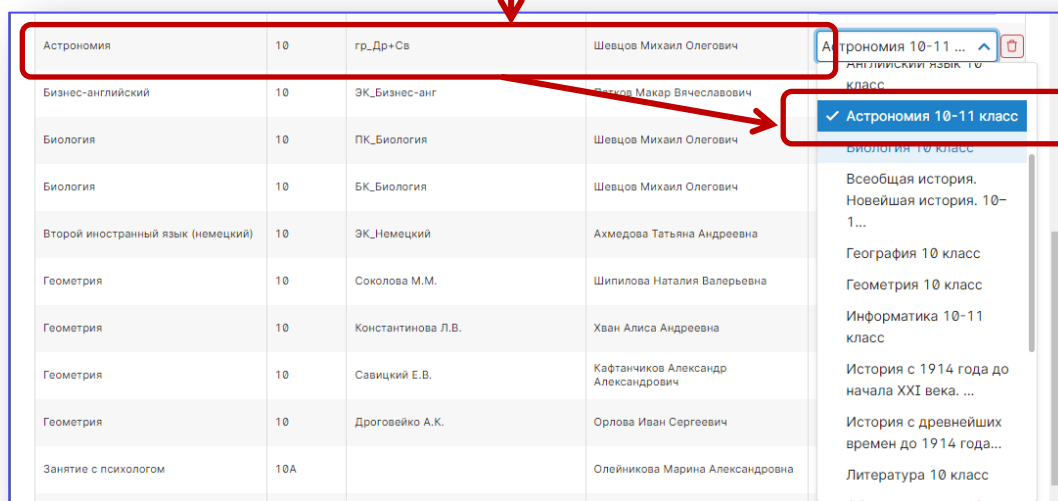 Астрономия 10 гр_Др+Св Шевцов Михаил Олегович Астрономия 10-11 ...
Английский язык 10
класс
Бизнес-английский 10 ЭК_Бизнес-анг Пятков Макар Вячеславович
Астрономия 10-11 класс
Биология 10 ПК_Биология Шевцов Михаил Олегович
Биология 10 класс
Биология 10 БК_Биология Шевцов Михаил Олегович
Всеобщая история.
Новейшая история. 10-
1...
Второй иностранный язык (немецкий) 10 ЭК_Немецкий Ахмедова Татьяна Андреевна
География 10 класс
Геометрия 10 Соколова М.М. Шипилова Наталия Валерьевна
Геометрия 10 класс
Геометрия 10 Константинова Л.В. Хван Алиса Андреевна
Информатика 10-11
класс
Геометрия 10 Савицкий Е.В. Кафтанчиков Александр
Александрович
История с 1914 года до
начала XXI века. ...
Геометрия 10 Дроговейко А.К. Орлова Иван Сергеевич
История с древнейших
времен до 1914 года...
Занятие с психологом 10А Олейникова Марина Александровна
Литература 10 класс